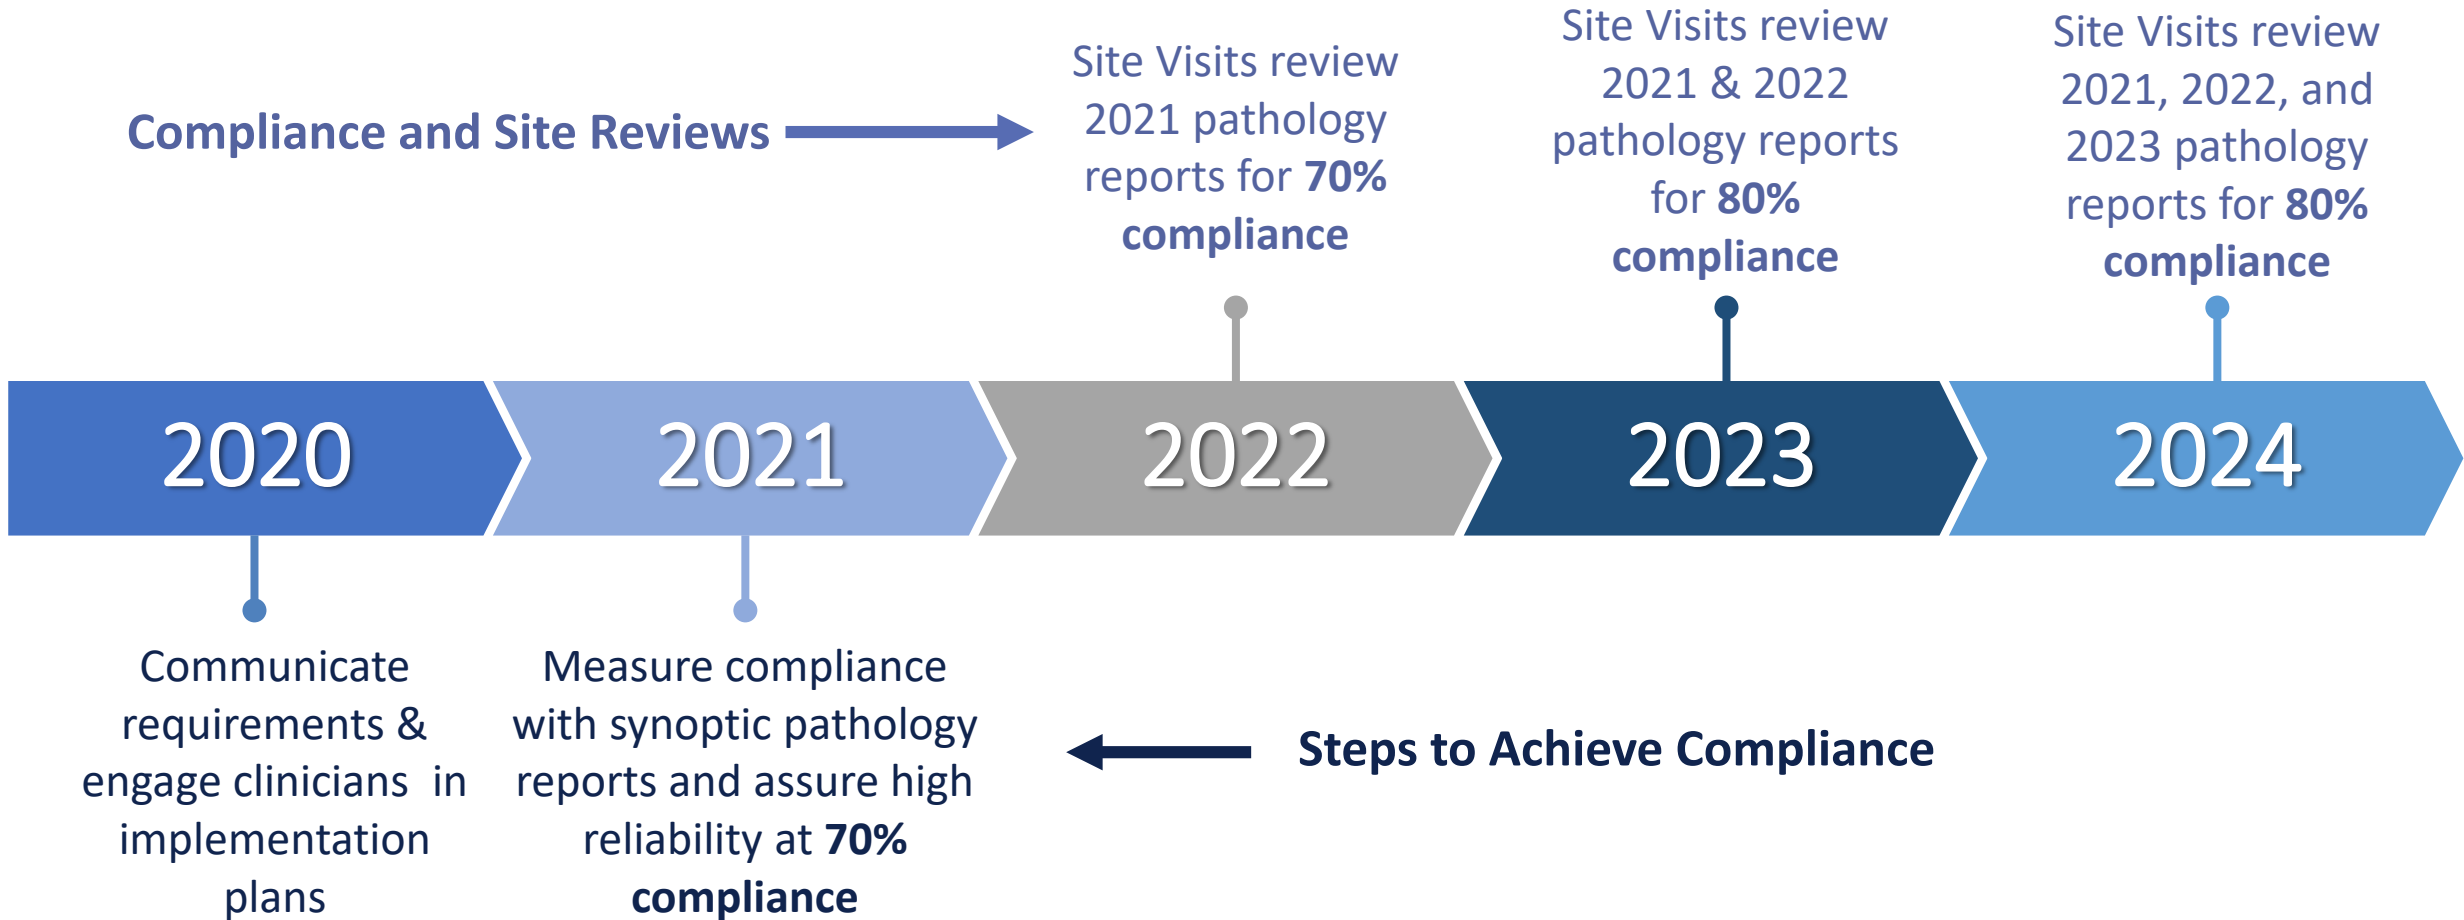 Compliance and Site Reviews
Site Visits review
2021 pathology
reports for 70%
compliance
Site Visits review
2021 & 2022
pathology reports
for 80%
compliance
Site Visits review
2021, 2022, and
2023 pathology
reports for 80%
compliance
2020
2021
2022
2023
2024
Communicate
requirements &
engage clinicians  in
implementation
plans
Measure compliance
with synoptic pathology
reports and assure high
reliability at 70%
compliance
Steps to Achieve Compliance